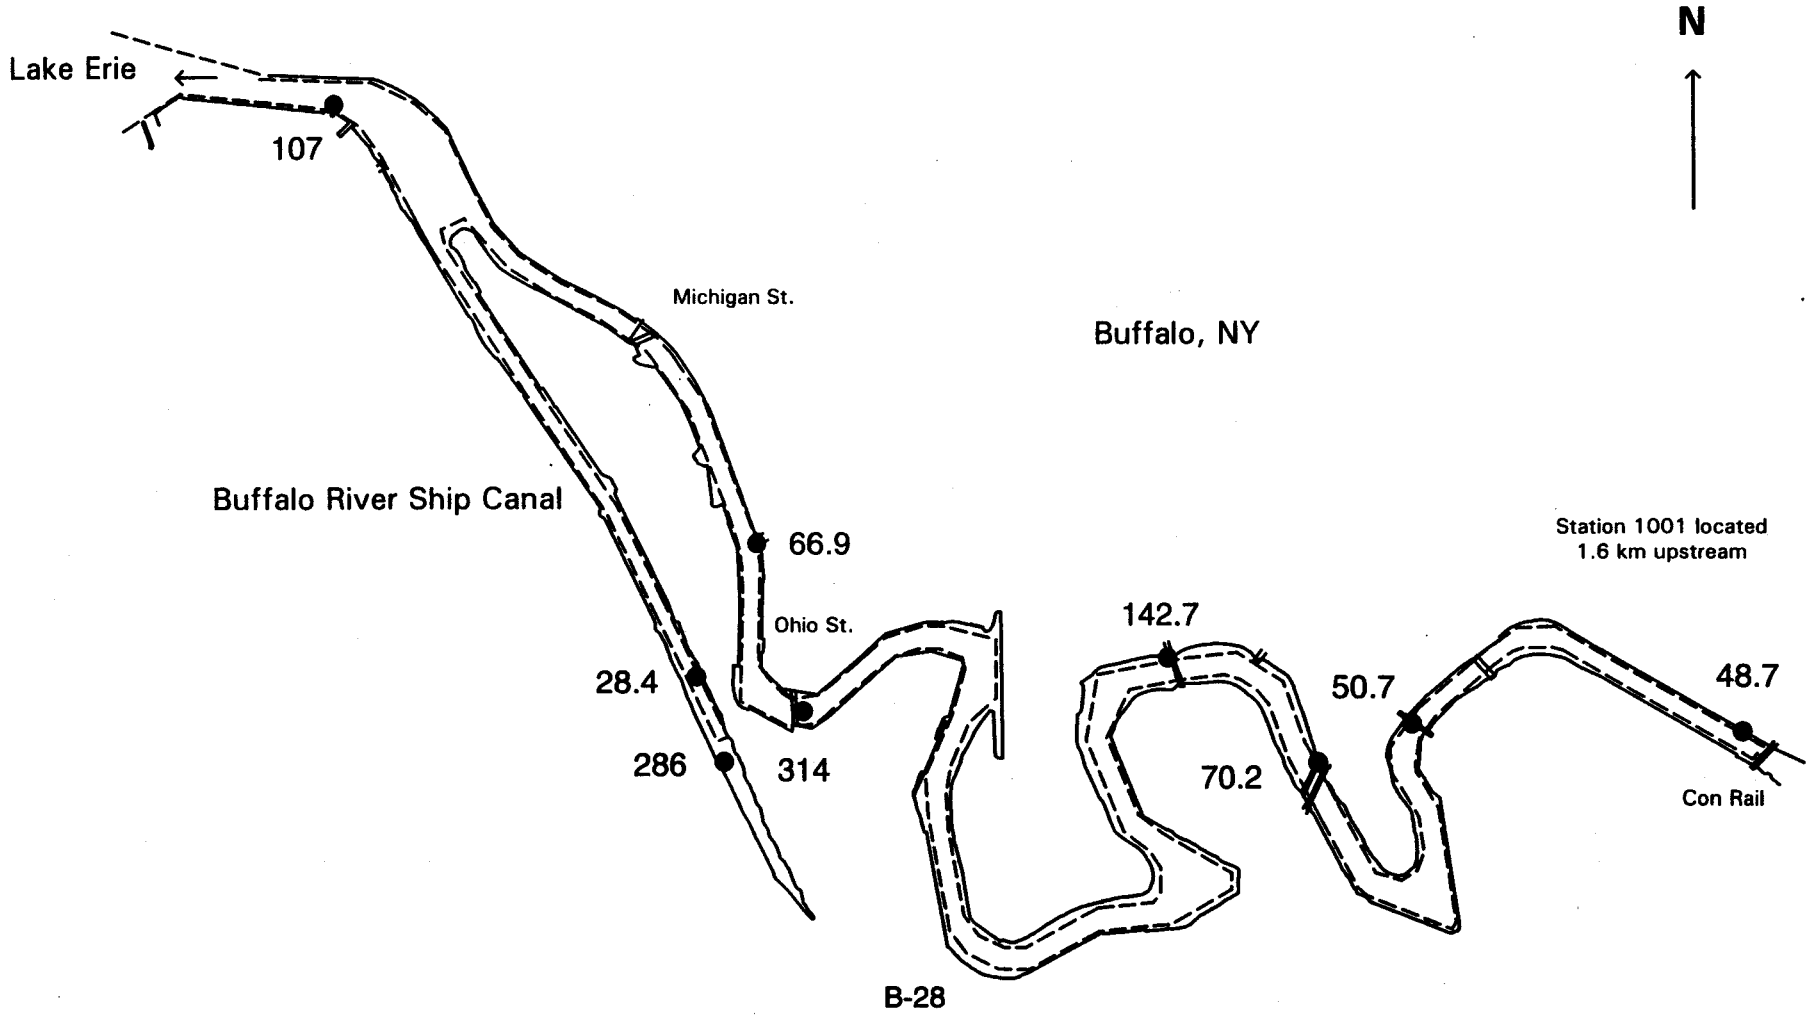 N
Lake Erie
107
Michigan St.
Buffalo, NY
Buffalo River Ship Canal
Station 1001 located
1.6 km upstream
66.9
Ohio St.
142.7
28.4
50.7
48.7
286
314
70.2
Con Rail
B-28